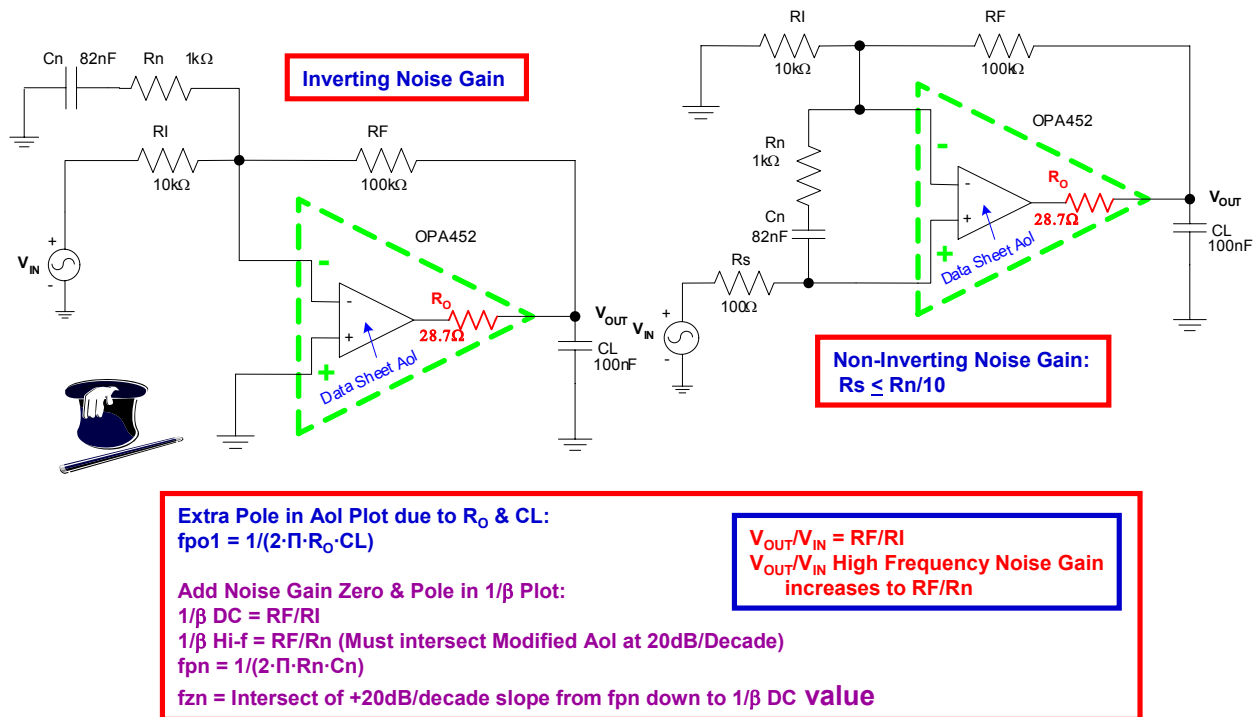 Cn 82nF Rn 1kΩ
Inverting Noise Gain
RI
10kΩ
RF
100kΩ
OPA452
-
+
-
+
RO
28.7Ω
Data Sheet Aol
VOUT
CL
100nF
+
VIN
-
RI
10kΩ
RF
100kΩ
OPA452
Rn
1kΩ
Cn
82nF
-
+
-
+
RO
28.7Ω
Data Sheet Aol
VOUT
CL
100nF
Rs
100Ω
+
VIN
-
Non-Inverting Noise Gain:
Rs ≤ Rn/10
Extra Pole in Aol Plot due to RO & CL:
fpo1 = 1/(2·Π·RO·CL)
Add Noise Gain Zero & Pole in 1/β Plot:
1/β DC = RF/RI
1/β Hi-f = RF/Rn (Must intersect Modified Aol at 20dB/Decade)
fpn = 1/(2·Π·Rn·Cn)
fzn = Intersect of +20dB/decade slope from fpn down to 1/β DC value
VOUT/VIN = RF/RI
VOUT/VIN High Frequency Noise Gain
increases to RF/Rn